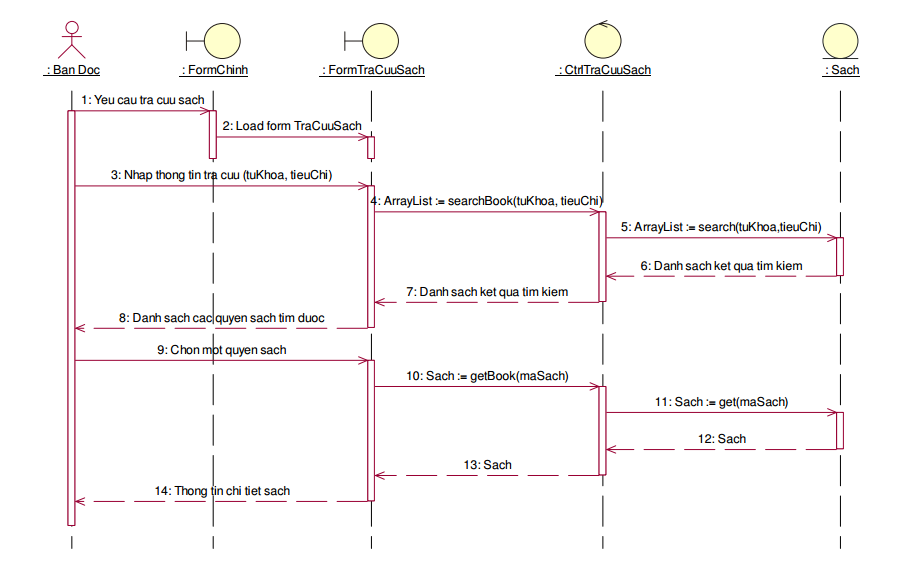 : Ban Doc
: FormChinh
: FormTraCuuSach
: CtrlTraCuuSach
: Sach
1: Yeu cau tra cuu sach
2: Load form TraCuuSach
3: Nhap thong tin tra cuu (tuKhoa, tieuChi)
4: ArrayList := searchBook(tuKhoa, tieuChi)
5: ArrayList := search(tuKhoa,tieuChi)
6: Danh sach ket qua tim kiem
7: Danh sach ket qua tim kiem
8: Danh sach cac quyen sach tim duoc
9: Chon mot quyen sach
10: Sach := getBook(maSach)
11: Sach := get(maSach)
12: Sach
13: Sach
14: Thong tin chi tiet sach